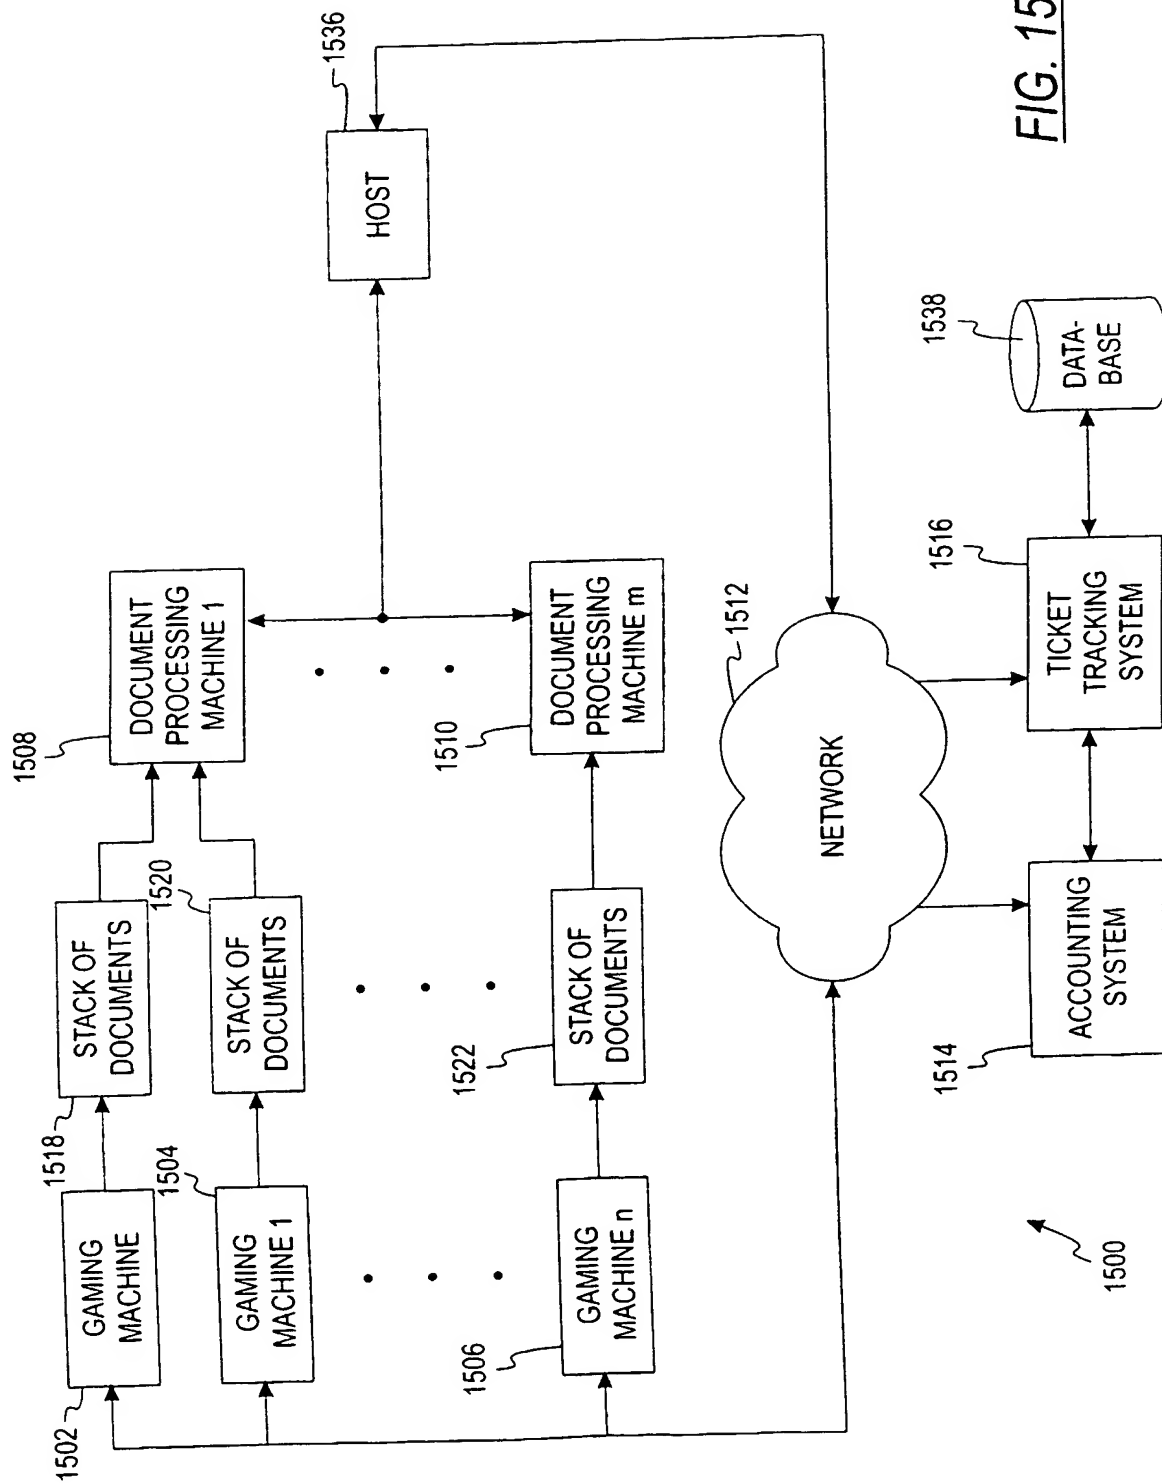 1502
GAMING
MACHINE
1518
STACK OF
DOCUMENTS
1508
DOCUMENT
PROCESSING
MACHINE 1
1536
HOST
1504
GAMING
MACHINE 1
1520
STACK OF
DOCUMENTS
1506
GAMING
MACHINE n
1522
STACK OF
DOCUMENTS
1510
DOCUMENT
PROCESSING
MACHINE m
1512
NETWORK
1514
ACCOUNTING
SYSTEM
1516
TICKET
TRACKING
SYSTEM
1538
DATA-
BASE
1500
FIG. 15